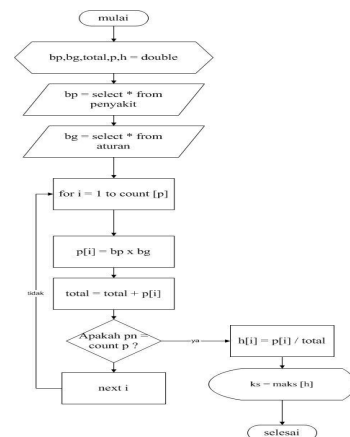 mulai
bp,bg,total,p,h = double
bp = select * from
penyakit
bg = select * from
aturan
for i = 1 to count [p]
p[i] = bp x bg
tidak
total = total + p[i]
Apakah pn =
count p ?
ya
h[i] = p[i] / total
next i
ks = maks [h]
selesai